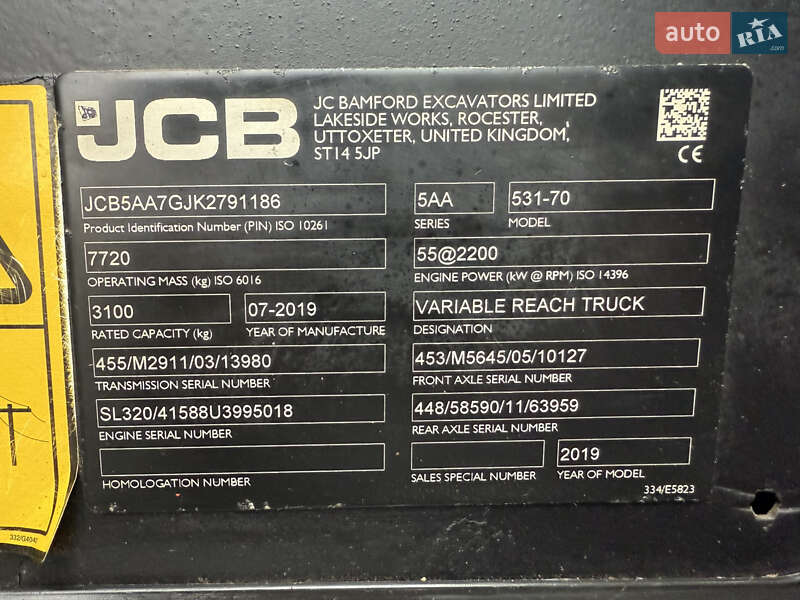 auto RIA
.com
JCB
JC BAMFORD EXCAVATORS LIMITED
LAKESIDE WORKS, ROCESTER,
UTTOXETER, UNITED KINGDOM,
ST14 5JP
CE
JCB5AA7GJK2791186
Product Identification Number (PIN) ISO 10261
5AA
SERIES
531-70
MODEL
7720
OPERATING MASS (kg) ISO 6016
55@2200
ENGINE POWER (kW @ RPM) ISO 14396
3100
RATED CAPACITY (kg)
07-2019
YEAR OF MANUFACTURE
VARIABLE REACH TRUCK
DESIGNATION
455/M2911/03/13980
TRANSMISSION SERIAL NUMBER
453/M5645/05/10127
FRONT AXLE SERIAL NUMBER
SL320/41588U3995018
ENGINE SERIAL NUMBER
448/58590/11/63959
REAR AXLE SERIAL NUMBER
HOMOLOGATION NUMBER
SALES SPECIAL NUMBER
2019
YEAR OF MODEL
334/E5823